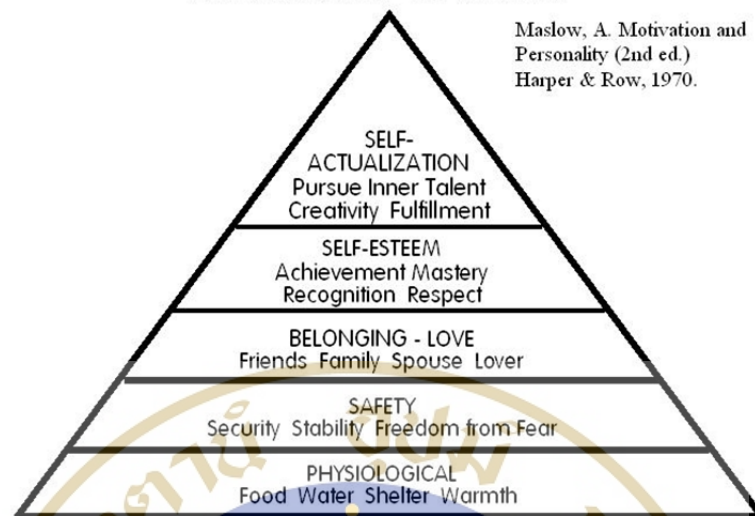 Maslow, A. Motivation and
Personality (2nd ed.)
Harper & Row, 1970.
SELF-
ACTUALIZATION
Pursue Inner Talent
Creativity Fulfillment
SELF-ESTEEM
Achievement Mastery
Recognition Respect
BELONGING - LOVE
Friends Family Spouse Lover
SAFETY
Security Stability Freedom from Fear
PHYSIOLOGICAL
Food Water Shelter Warmth